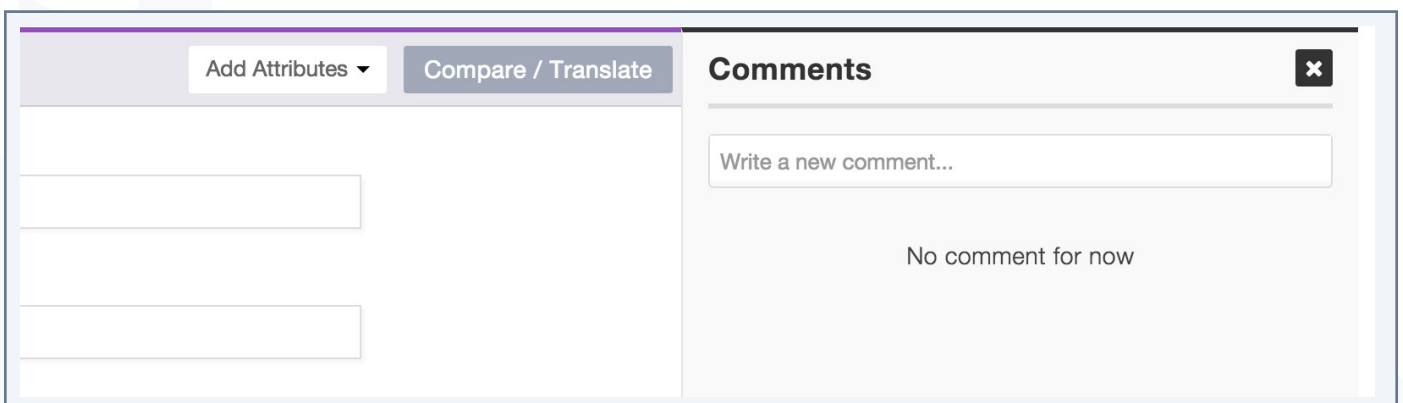 Add Attributes
Compare / Translate
Comments
Write a new comment...
No comment for now